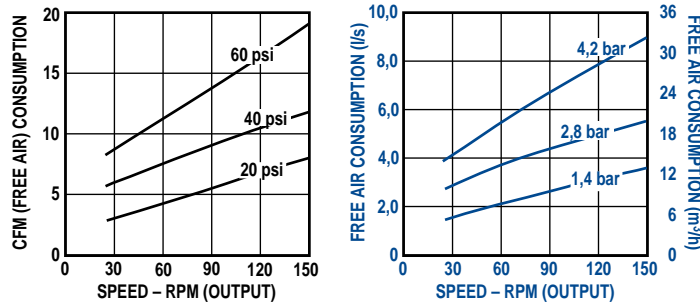 CFM (FREE AIR) CONSUMPTION
20
15
10
5
0
60 psi
40 psi
20 psi
0 30 60 90 120 150
SPEED – RPM (OUTPUT)
FREE AIR CONSUMPTION (l/s)
10,0
8,0
6,0
4,0
2,0
0,0
4,2 bar
2,8 bar
1,4 bar
36
30
24
18
12
6
0
FREE AIR CONSUMPTION (m³/h)
0 30 60 90 120 150
SPEED – RPM (OUTPUT)